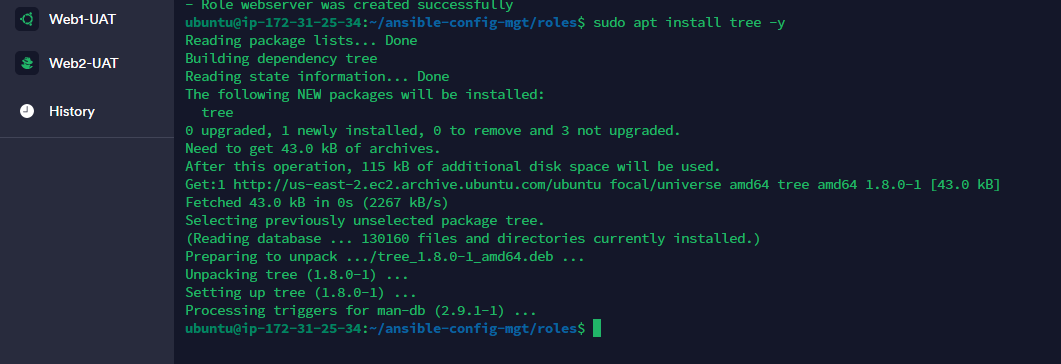 Web1-UAT
Web2-UAT
History
- Role webserver was created successfully
ubuntu@ip-172-31-25-34:~/ansible-config-mgt/roles$ sudo apt install tree -y
Reading package lists... Done
Building dependency tree
Reading state information... Done
The following NEW packages will be installed:
  tree
0 upgraded, 1 newly installed, 0 to remove and 3 not upgraded.
Need to get 43.0 kB of archives.
After this operation, 115 kB of additional disk space will be used.
Get:1 http://us-east-2.ec2.archive.ubuntu.com/ubuntu focal/universe amd64 tree amd64 1.8.0-1 [43.0 kB]
Fetched 43.0 kB in 0s (2267 kB/s)
Selecting previously unselected package tree.
(Reading database ... 130160 files and directories currently installed.)
Preparing to unpack .../tree_1.8.0-1_amd64.deb ...
Unpacking tree (1.8.0-1) ...
Setting up tree (1.8.0-1) ...
Processing triggers for man-db (2.9.1-1) ...
ubuntu@ip-172-31-25-34:~/ansible-config-mgt/roles$